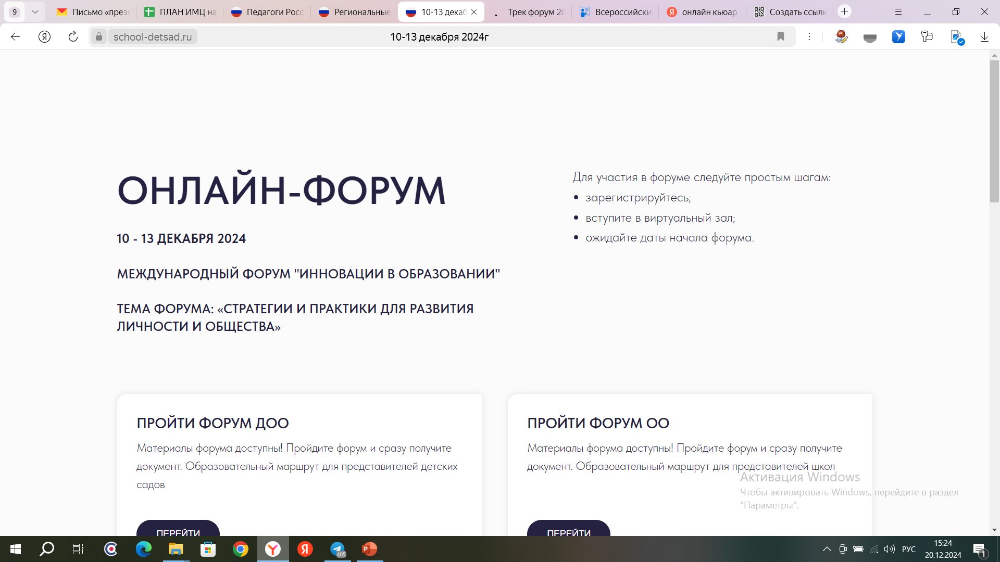 9
Письмо «през
ПЛАН ИМЦ на
Педагоги Росс
Региональные
10-13 декаб
Трек форум 20
Всероссийски
онлайн кьюар
Создать ссылк
school-detsad.ru
10-13 декабря 2024г
ОНЛАЙН-ФОРУМ
10 - 13 ДЕКАБРЯ 2024
МЕЖДУНАРОДНЫЙ ФОРУМ "ИННОВАЦИИ В ОБРАЗОВАНИИ"
ТЕМА ФОРУМА: «СТРАТЕГИИ И ПРАКТИКИ ДЛЯ РАЗВИТИЯ
ЛИЧНОСТИ И ОБЩЕСТВА»
Для участия в форуме следуйте простым шагам:
• зарегистрируйтесь;
• вступите в виртуальный зал;
• ожидайте даты начала форума.
ПРОЙТИ ФОРУМ ДОО
Материалы форума доступны! Пройдите форум и сразу получите
документ. Образовательный маршрут для представителей детских
садов
ПЕРЕЙТИ
ПРОЙТИ ФОРУМ ОО
Материалы форума доступны! Пройдите форум и сразу получите
документ. Образовательный маршрут для представителей школ
ПЕРЕЙТИ
Активация Windows
Чтобы активировать Windows, перейдите в раздел
"Параметры".
405
РУС
15:24
20.12.2024
1